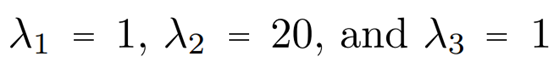 λ₁ = 1, λ₂ = 20, and λ₃ = 1